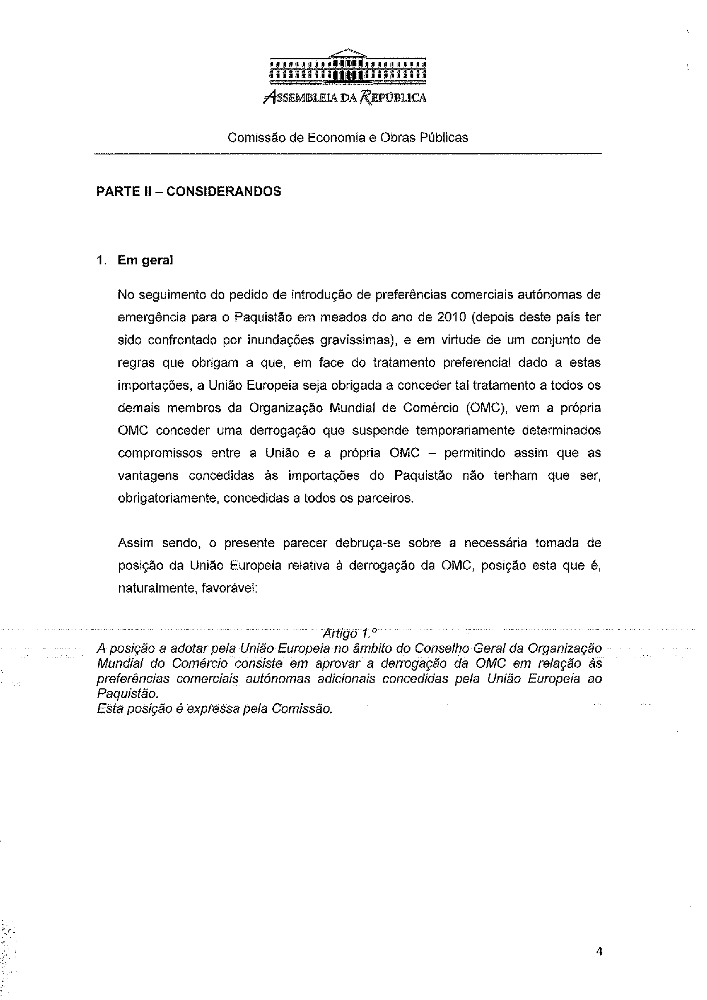 ASSEMBLEIA DA REPÚBLICA
Comissão de Economia e Obras Públicas
PARTE II – CONSIDERANDOS
1. Em geral
No seguimento do pedido de introdução de preferências comerciais autónomas de
emergência para o Paquistão em meados do ano de 2010 (depois deste país ter
sido confrontado por inundações gravíssimas), e em virtude de um conjunto de
regras que obrigam a que, em face do tratamento preferencial dado a estas
importações, a União Europeia seja obrigada a conceder tal tratamento a todos os
demais membros da Organização Mundial de Comércio (OMC), vem a própria
OMC conceder uma derrogação que suspende temporariamente determinados
compromissos entre a União e a própria OMC – permitindo assim que as
vantagens concedidas às importações do Paquistão não tenham que ser,
obrigatoriamente, concedidas a todos os parceiros.
Assim sendo, o presente parecer debruça-se sobre a necessária tomada de
posição da União Europeia relativa à derrogação da OMC, posição esta que é,
naturalmente, favorável:
Artigo 1.º
A posição a adotar pela União Europeia no âmbito do Conselho Geral da Organização
Mundial do Comércio consiste em aprovar a derrogação da OMC em relação às
preferências comerciais autónomas adicionais concedidas pela União Europeia ao
Paquistão.
Esta posição é expressa pela Comissão.
4